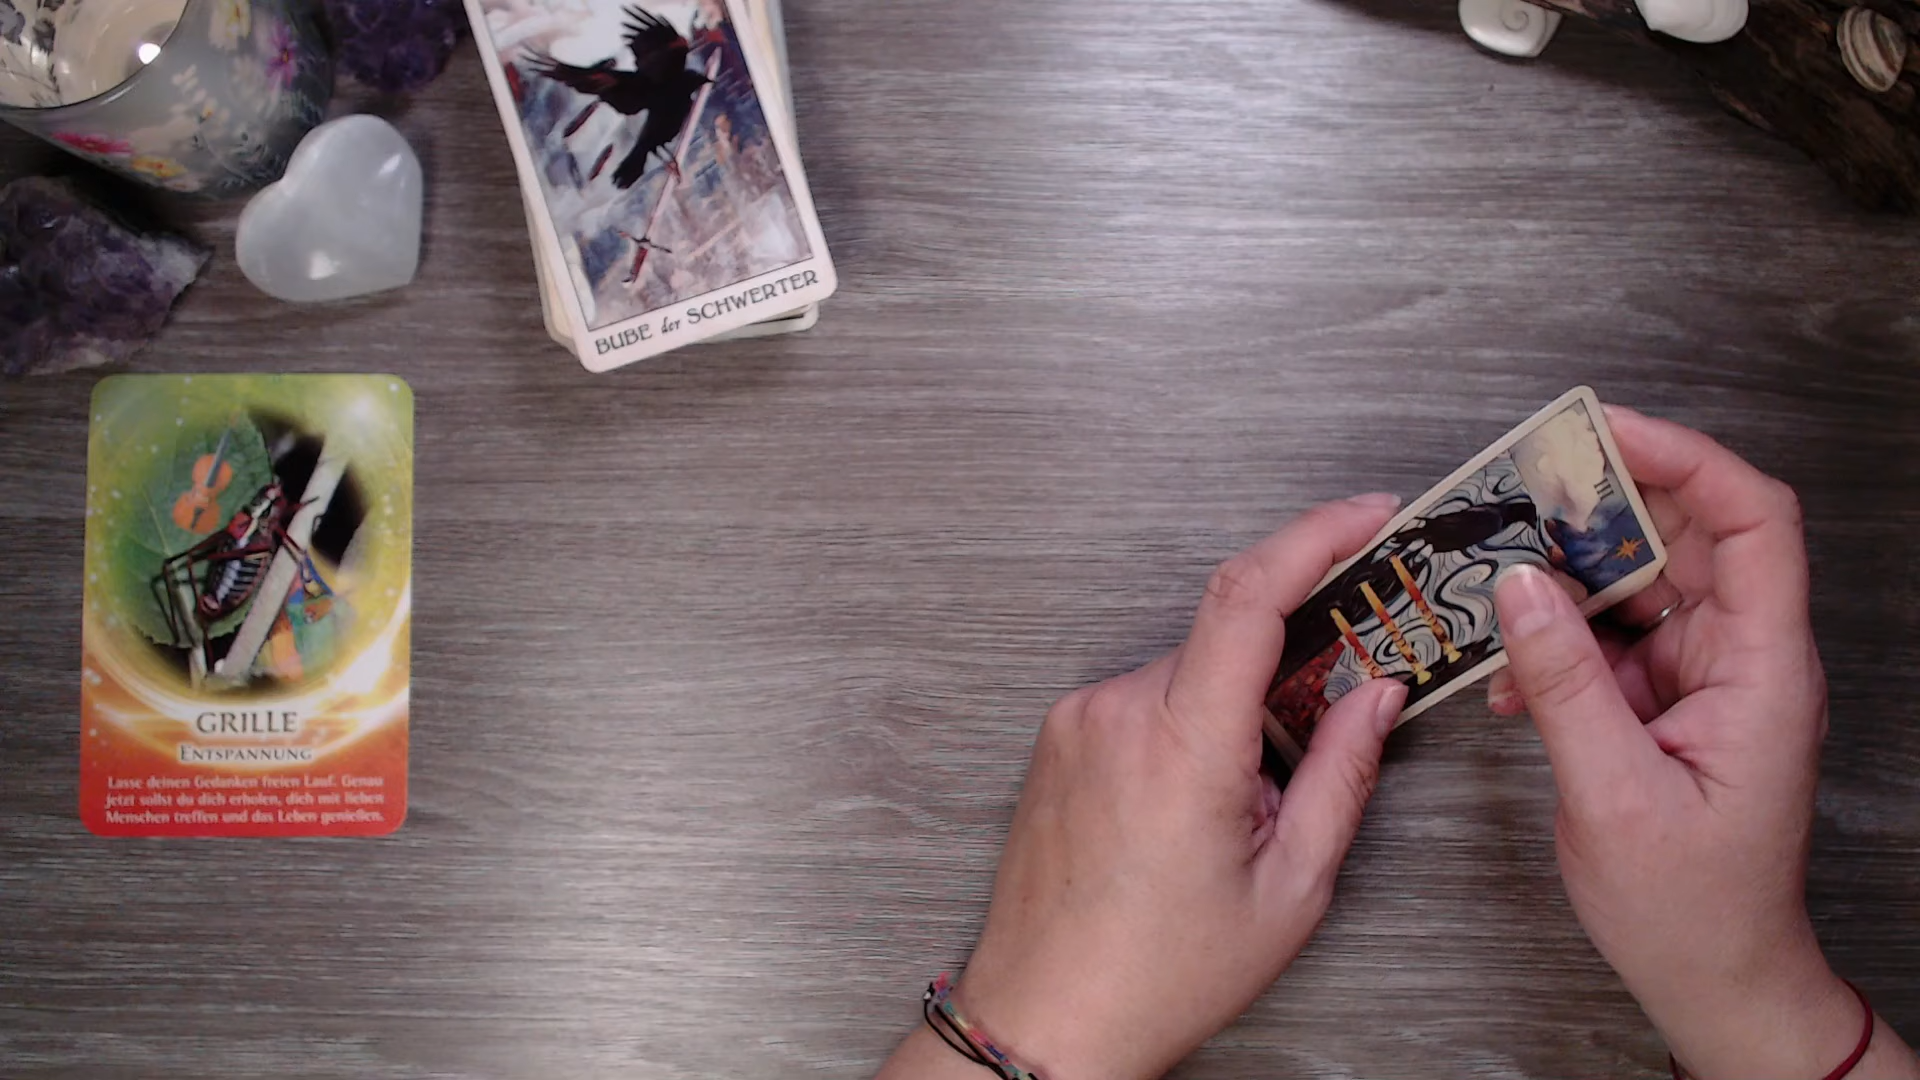 BUBE der SCHWERTER
III
GRILLE
ENTSPANNUNG
Lasse deinen Gedanken freien Lauf. Genau
jetzt sollst du dich erholen, dich mit lieben
Menschen treffen und das Leben genießen.